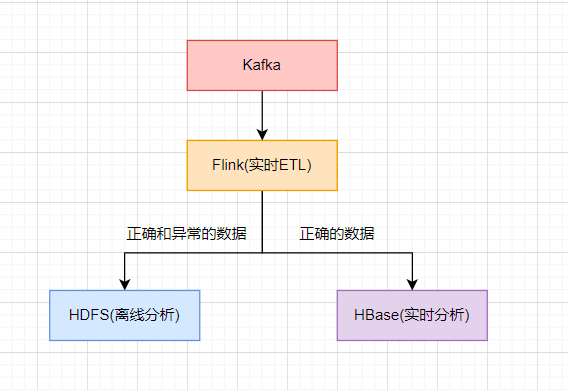 Kafka
Flink(实时ETL)
正确和异常的数据
正确的数据
HDFS(离线分析)
HBase(实时分析)